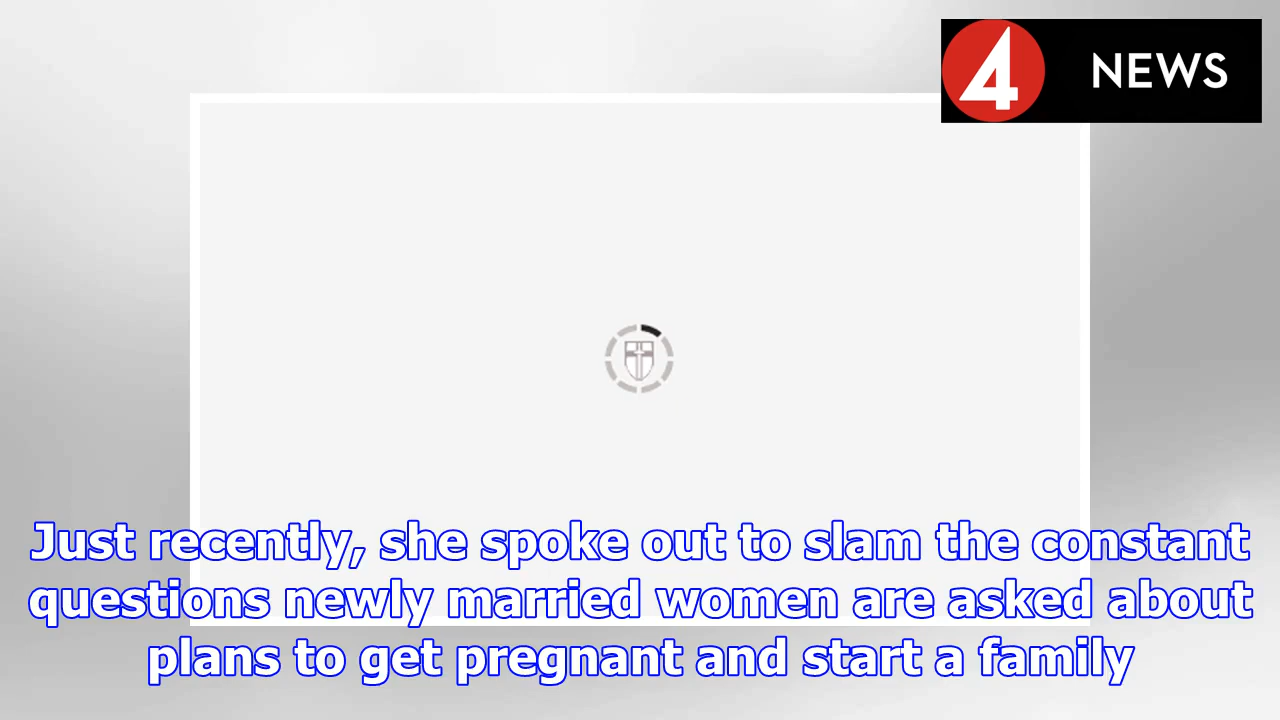 4 NEWS
Just recently, she spoke out to slam the constant
questions newly married women are asked about
plans to get pregnant and start a family